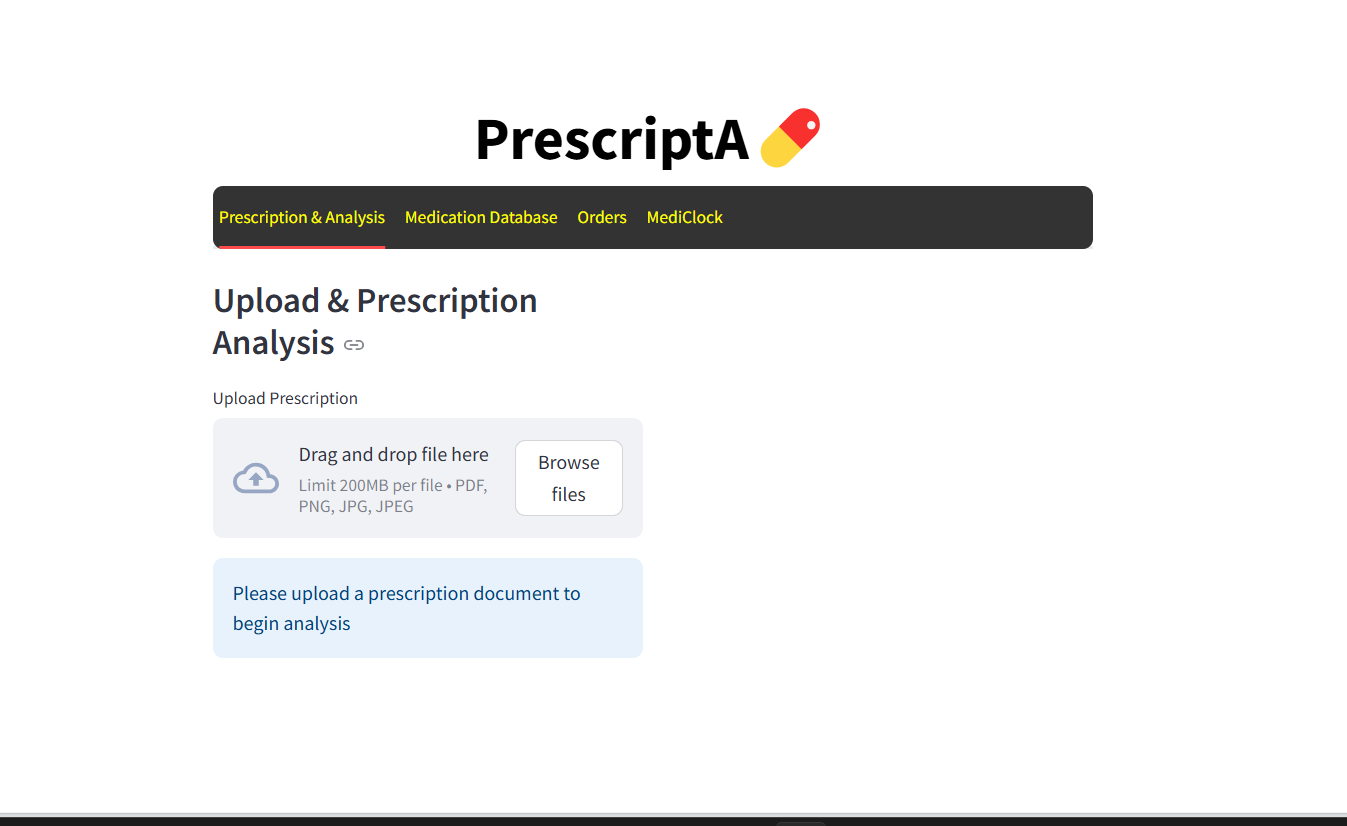 PrescriptA
Prescription & Analysis Medication Database Orders MediClock
Upload & Prescription
Analysis
Upload Prescription
Drag and drop file here
Limit 200MB per file • PDF,
PNG, JPG, JPEG
Browse
files
Please upload a prescription document to
begin analysis